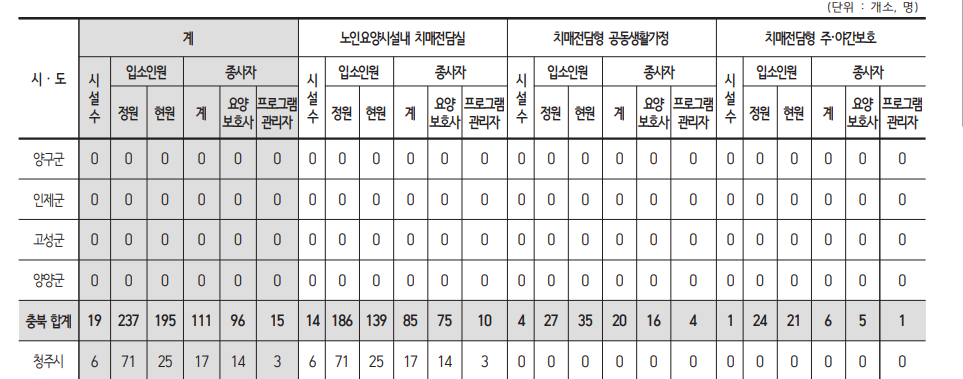 (단위 : 개소, 명)
시·도 계 노인요양시설내 치매전담실 치매전담형 공동생활가정 치매전담형 주·야간보호
시설수 입소인원 종사자 시설수 입소인원 종사자 시설수 입소인원 종사자 시설수 입소인원 종사자
정원 현원 계 요양보호사 프로그램관리자 정원 현원 계 요양보호사 프로그램관리자 정원 현원 계 요양보호사 프로그램관리자 정원 현원 계 요양보호사 프로그램관리자
양구군 0 0 0 0 0 0 0 0 0 0 0 0 0 0 0 0 0 0 0 0 0 0 0 0
인제군 0 0 0 0 0 0 0 0 0 0 0 0 0 0 0 0 0 0 0 0 0 0 0 0
고성군 0 0 0 0 0 0 0 0 0 0 0 0 0 0 0 0 0 0 0 0 0 0 0 0
양양군 0 0 0 0 0 0 0 0 0 0 0 0 0 0 0 0 0 0 0 0 0 0 0 0
충북 합계 19 237 195 111 96 15 14 186 139 85 75 10 4 27 35 20 16 4 1 24 21 6 5 1
청주시 6 71 25 17 14 3 6 71 25 17 14 3 0 0 0 0 0 0 0 0 0 0 0 0